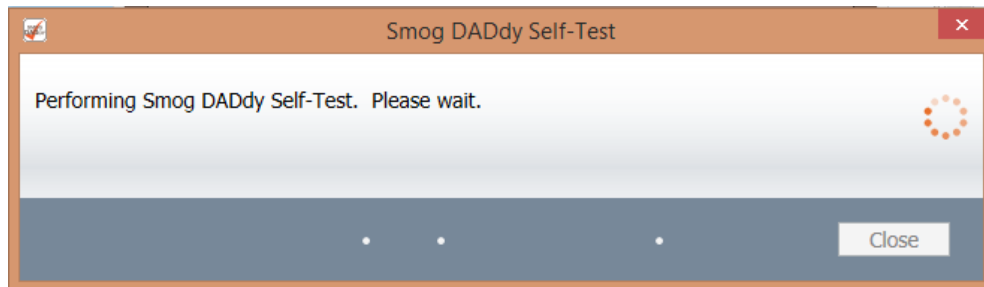 Smog DADdy Self-Test
Performing Smog DADdy Self-Test.  Please wait.
Close